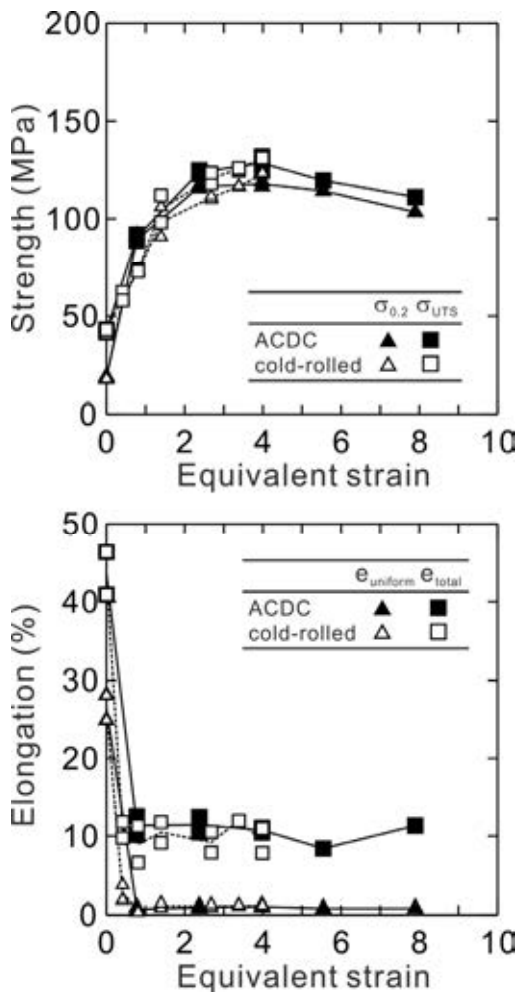 200
150
100
50
0
Strength (MPa)
σ0.2 σUTS
ACDC
cold-rolled
0 2 4 6 8 10
Equivalent strain
50
40
30
20
10
0
Elongation (%)
euniform etotal
ACDC
cold-rolled
0 2 4 6 8 10
Equivalent strain